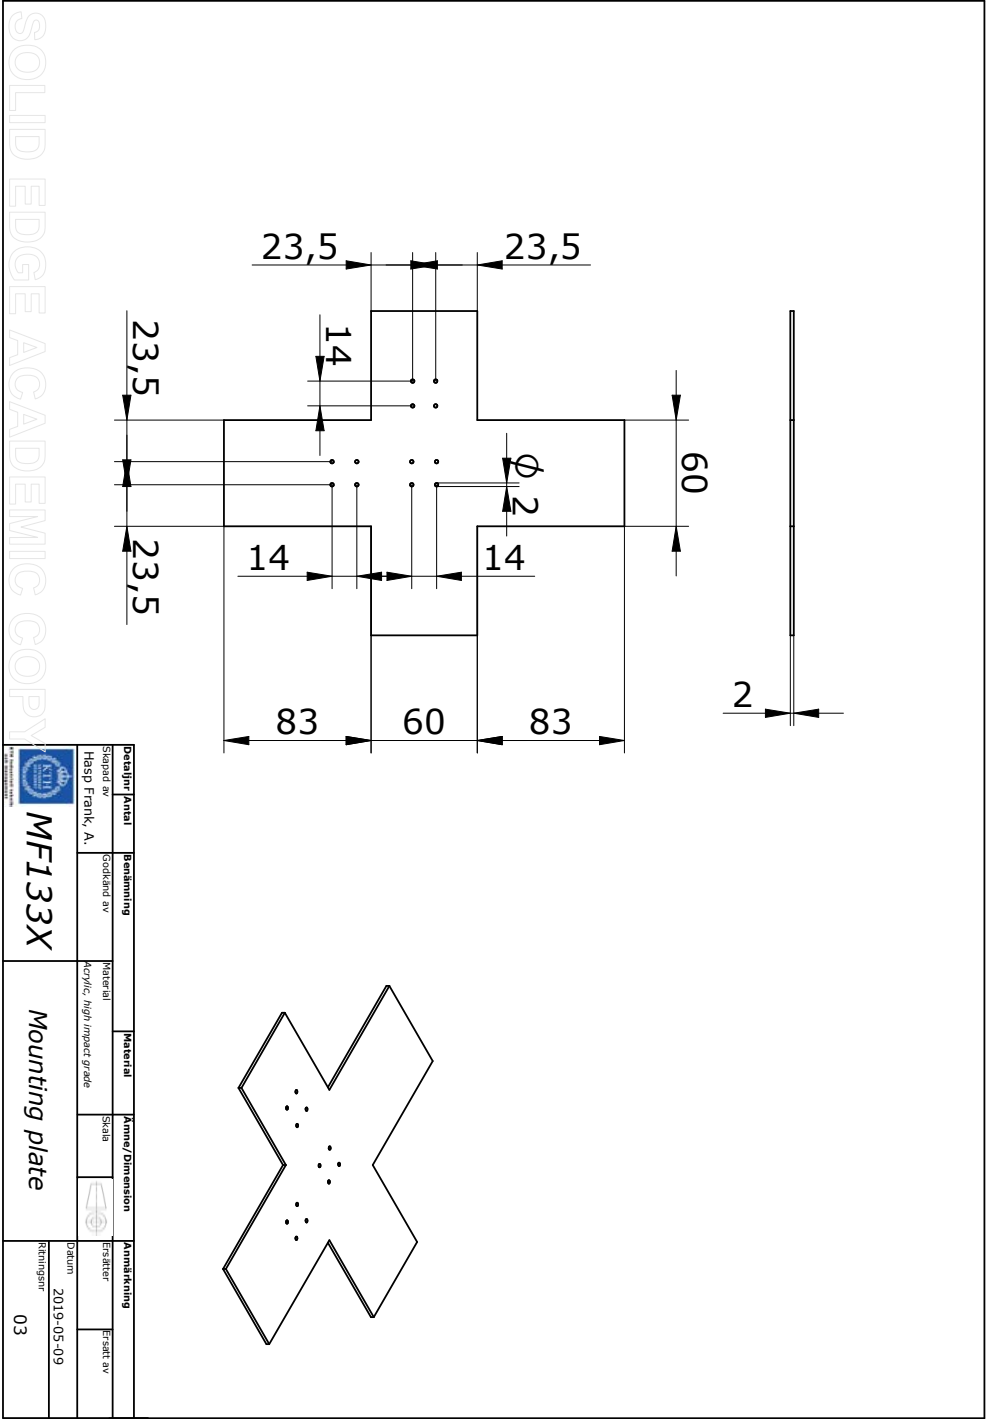 SOLID EDGE ACADEMIC COPY
23,5
23,5
14
23,5
60
Ø 2
23,5
14
14
83
60
83
2
Detaljnr
Antal
Benämning
Material
Ämne/Dimension
Anmärkning
Skapad av
Hasp Frank, A.
Godkänd av
Material
Acrylic, high impact grade
Skala
Ersätter
Ersatt av
KTH
MF133X
Mounting plate
Datum
2019-05-09
Ritningsnr
03